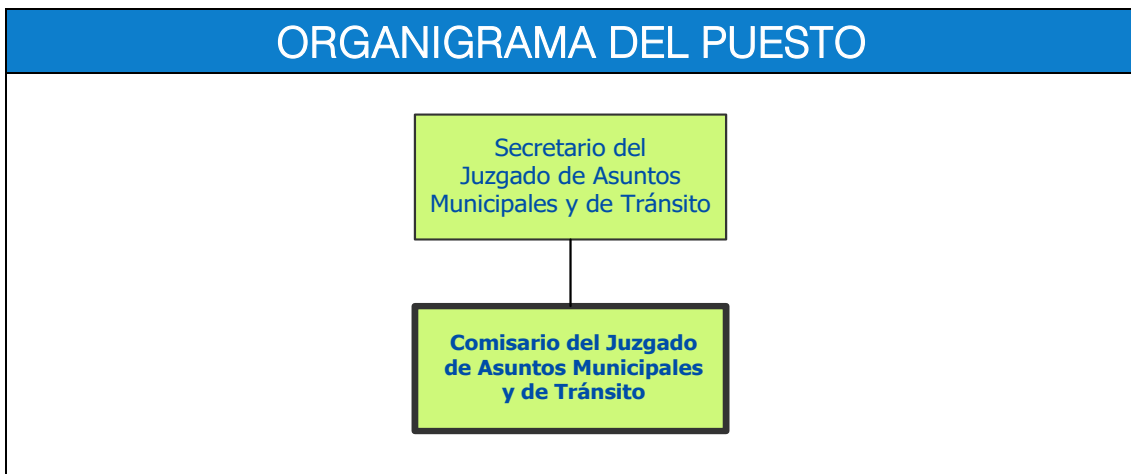 ORGANIGRAMA DEL PUESTO
Secretario del
Juzgado de Asuntos
Municipales y de Tránsito
Comisario del Juzgado
de Asuntos Municipales
y de Tránsito